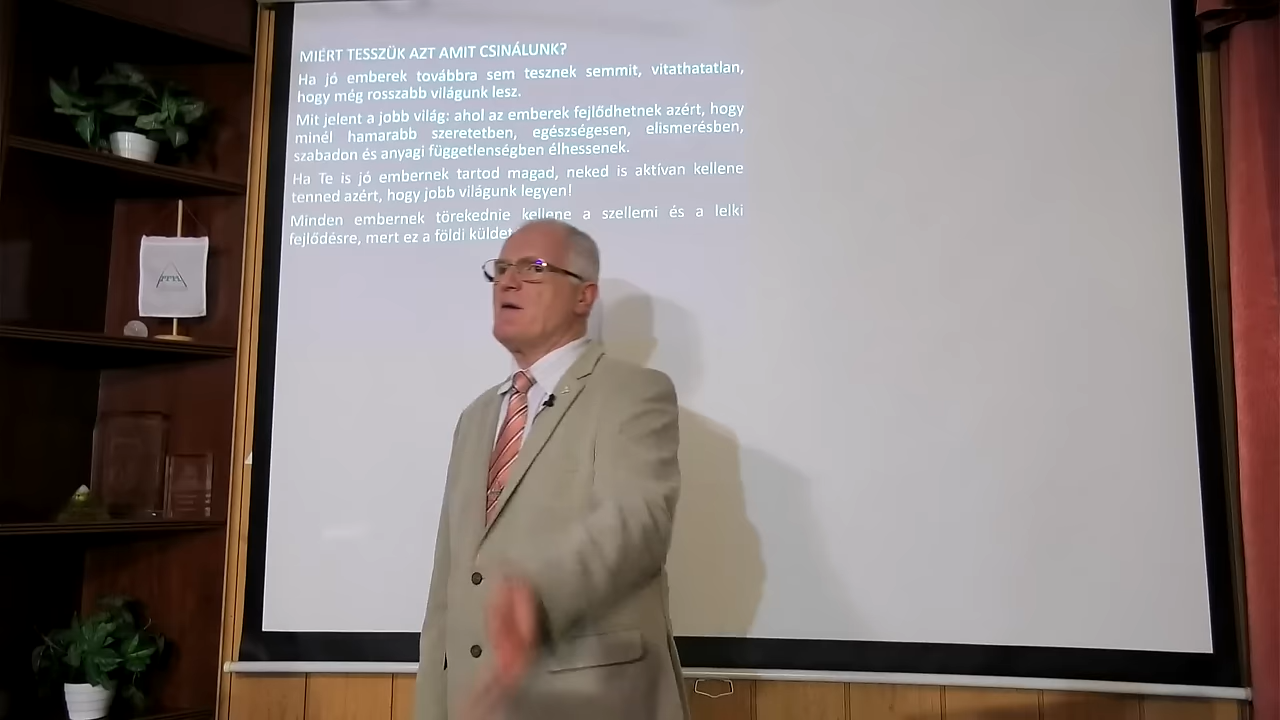 MIÉRT TESSZÜK AZT AMIT CSINÁLUNK?
Ha jó emberek továbbra sem tesznek semmit, vitathatatlan,
hogy még rosszabb világunk lesz.
Mit jelent a jobb világ: ahol az emberek fejlődhetnek azért, hogy
minél hamarabb szeretetben, egészségesen, elismerésben,
szabadon és anyagi függetlenségben élhessenek.
Ha Te is jó embernek tartod magad, neked is aktívan kellene
tenned azért, hogy jobb világunk legyen!
Minden embernek törekednie kellene a szellemi és a lelki
fejlődésre, mert ez a földi küldet